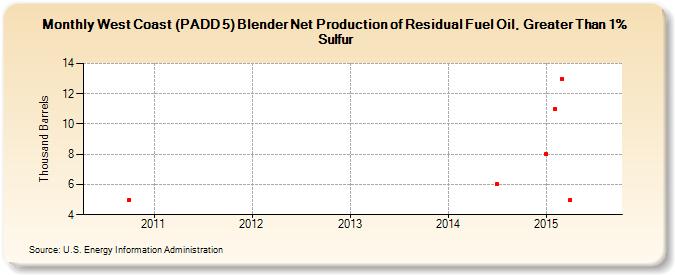 Monthly West Coast (PADD 5) Blender Net Production of Residual Fuel Oil, Greater Than 1%
Sulfur
Thousand Barrels
14
12
10
8
6
4
2011 2012 2013 2014 2015
Source: U.S. Energy Information Administration